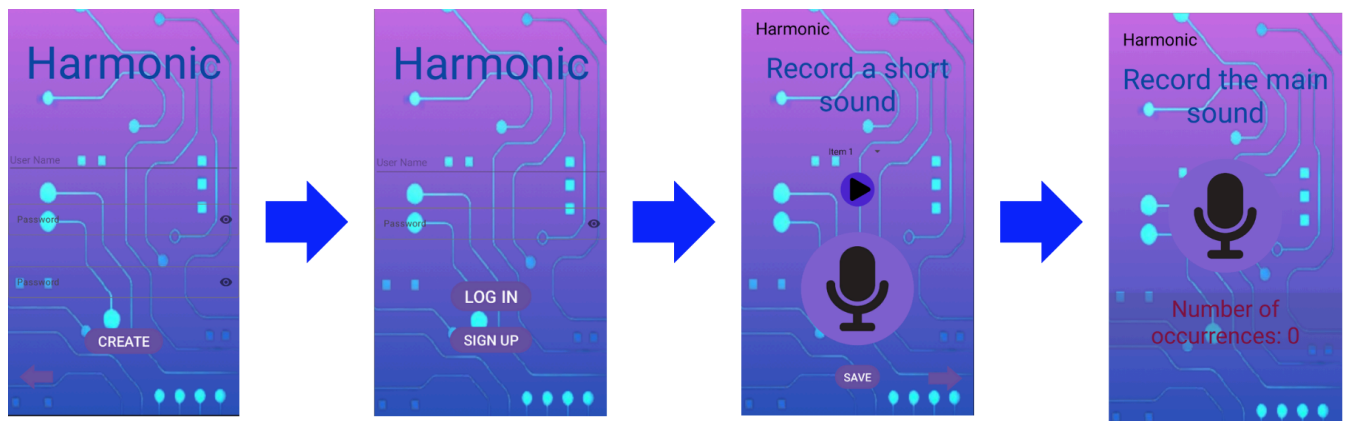 Harmonic
User Name
Password
Password
CREATE
Harmonic
User Name
Password
LOG IN
SIGN UP
Harmonic
Record a short
sound
Item 1
SAVE
Harmonic
Record the main
sound
Number of
occurrences: 0